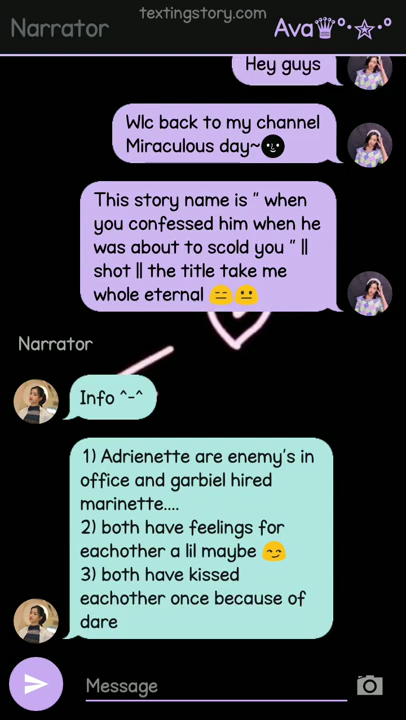 textingstory.com
Narrator
Ava♛°·☆·°
Hey guys
Wlc back to my channel
Miraculous day~🌚
This story name is " when
you confessed him when he
was about to scold you " ||
shot || the title take me
whole eternal 😑😐
Narrator
Info ^-^
1) Adrienette are enemy's in
office and garbiel hired
marinette....
2) both have feelings for
eachother a lil maybe 😏
3) both have kissed
eachother once because of
dare
Message